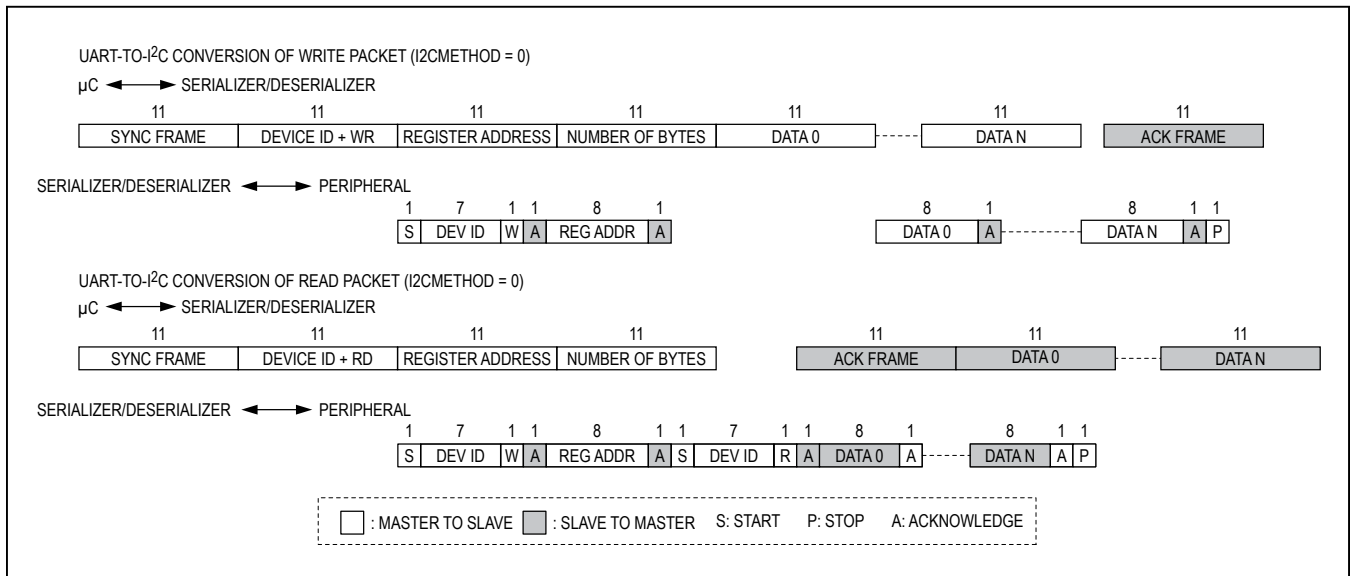 UART-TO-I2C CONVERSION OF WRITE PACKET (I2CMETHOD = 0)
µC SERIALIZER/DESERIALIZER
11 11 11 11 11 11 11
SYNC FRAME DEVICE ID + WR REGISTER ADDRESS NUMBER OF BYTES DATA 0 DATA N ACK FRAME
SERIALIZER/DESERIALIZER PERIPHERAL
1 7 1 1 8 1 8 1 8 1 1
S DEV ID W A REG ADDR A DATA 0 A DATA N A P
UART-TO-I2C CONVERSION OF READ PACKET (I2CMETHOD = 0)
µC SERIALIZER/DESERIALIZER
11 11 11 11 11 11 11
SYNC FRAME DEVICE ID + RD REGISTER ADDRESS NUMBER OF BYTES ACK FRAME DATA 0 DATA N
SERIALIZER/DESERIALIZER PERIPHERAL
1 7 1 1 8 1 1 7 1 1 8 1 8 1 1
S DEV ID W A REG ADDR A S DEV ID R A DATA 0 A DATA N A P
: MASTER TO SLAVE : SLAVE TO MASTER S: START P: STOP A: ACKNOWLEDGE